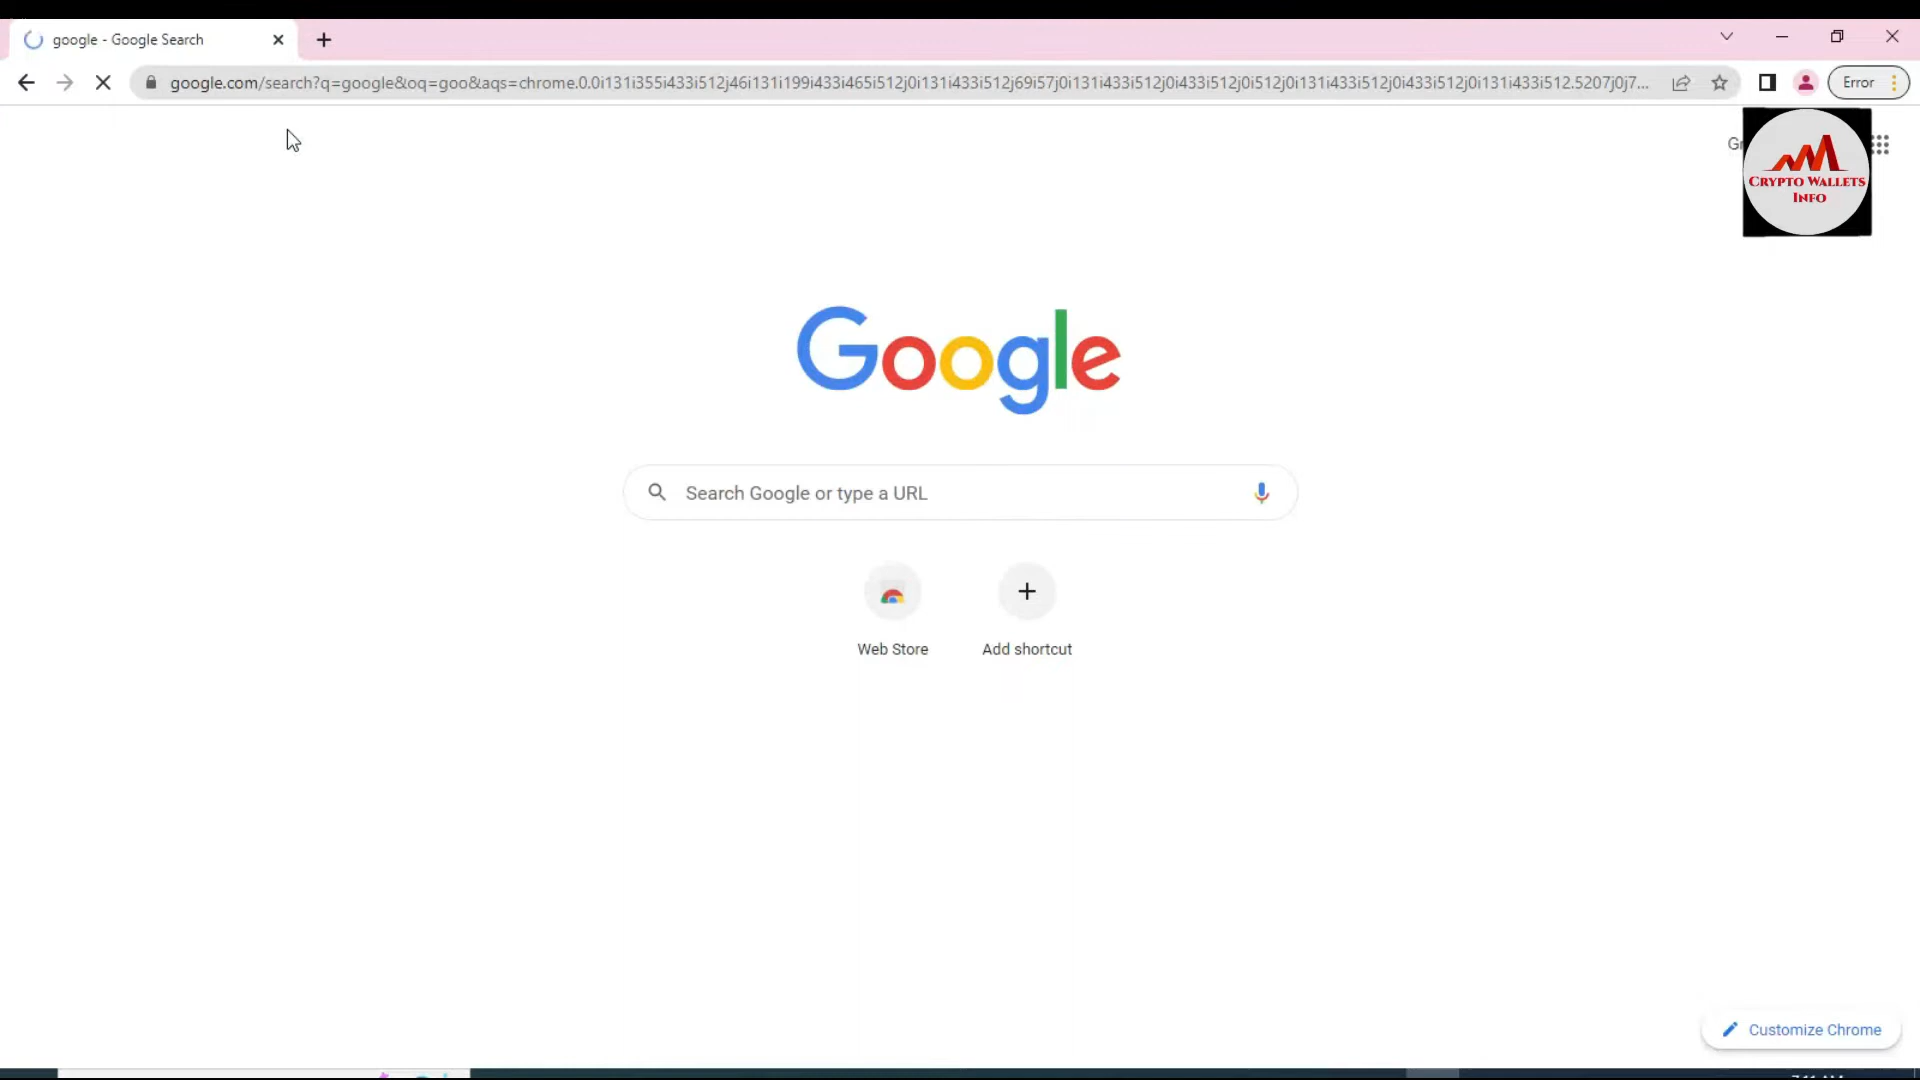 google - Google Search
google.com/search?q=google&oq=goo&aqs=chrome.0.0i131i355i433i512j46i131i199i433i465i512j0i131i433i512j69i57j0i131i433i512j0i433i512j0i512j0i131i433i512j0i433i512j0i131i433i512.5207j0j7...
Error
CRYPTO WALLETS
INFO
Google
Search Google or type a URL
Web Store
Add shortcut
Customize Chrome